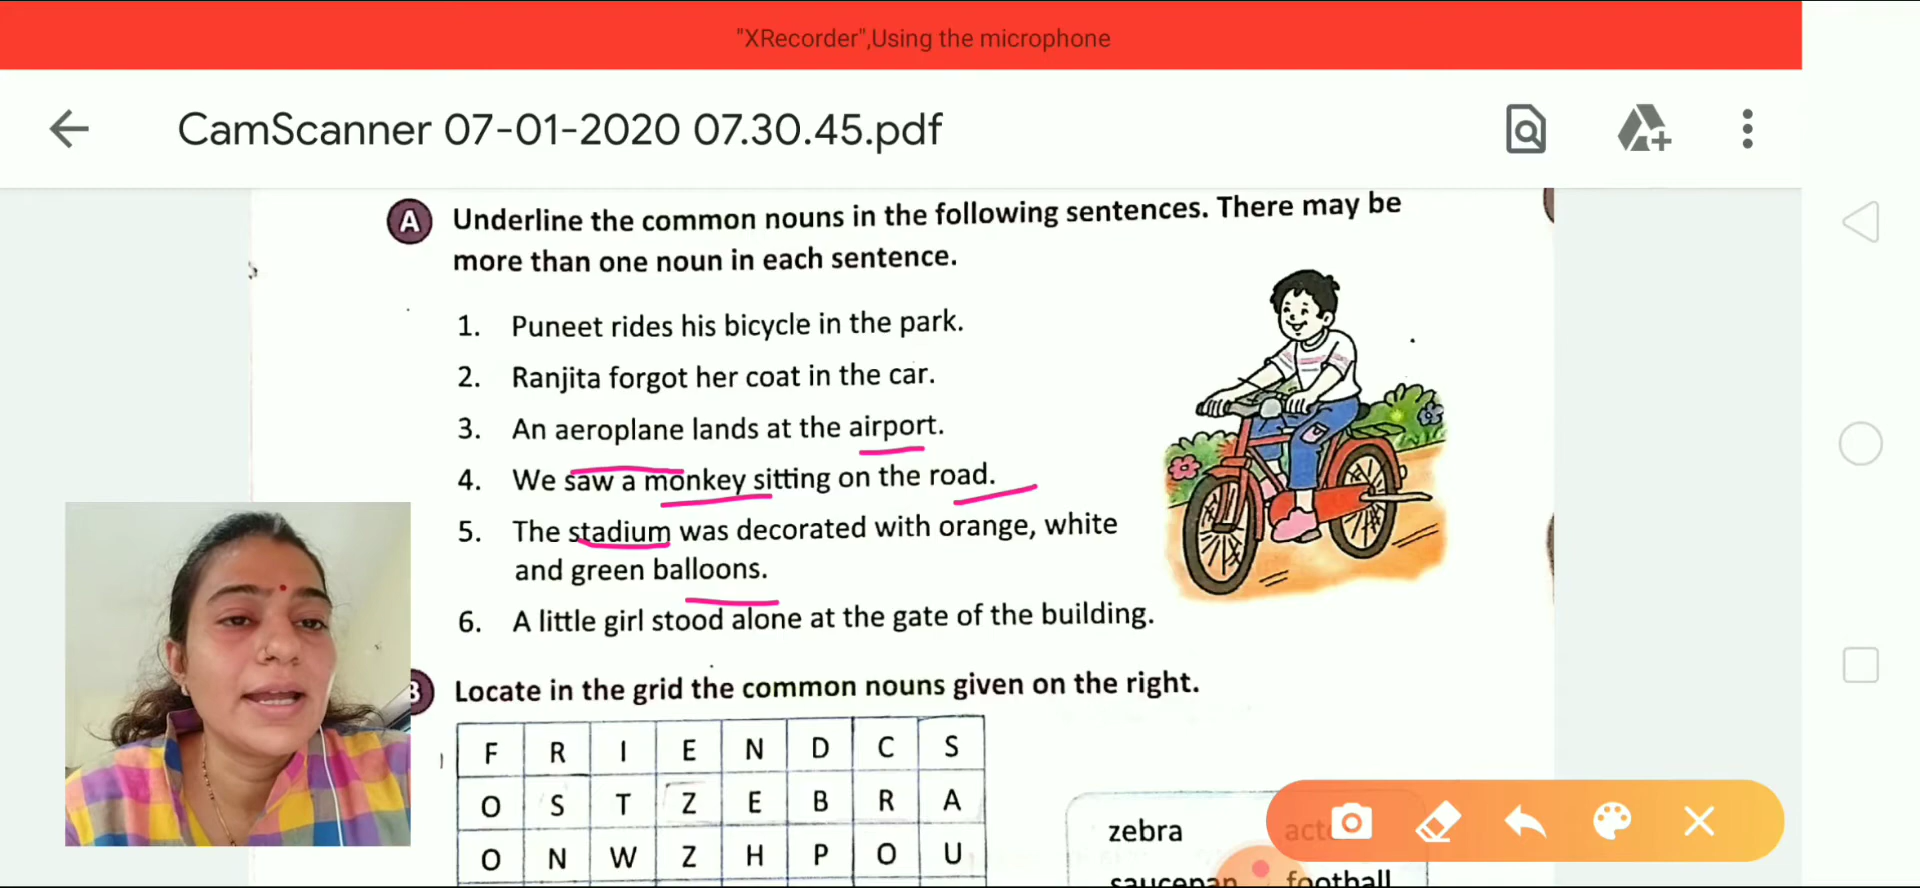 "XRecorder",Using the microphone
CamScanner 07-01-2020 07.30.45.pdf
A Underline the common nouns in the following sentences. There may be
more than one noun in each sentence.
1. Puneet rides his bicycle in the park.
2. Ranjita forgot her coat in the car.
3. An aeroplane lands at the airport.
4. We saw a monkey sitting on the road.
5. The stadium was decorated with orange, white
and green balloons.
6. A little girl stood alone at the gate of the building.
B Locate in the grid the common nouns given on the right.
F R I E N D C S
O S T Z E B R A
O N W Z H P O U
zebra
saucepan football